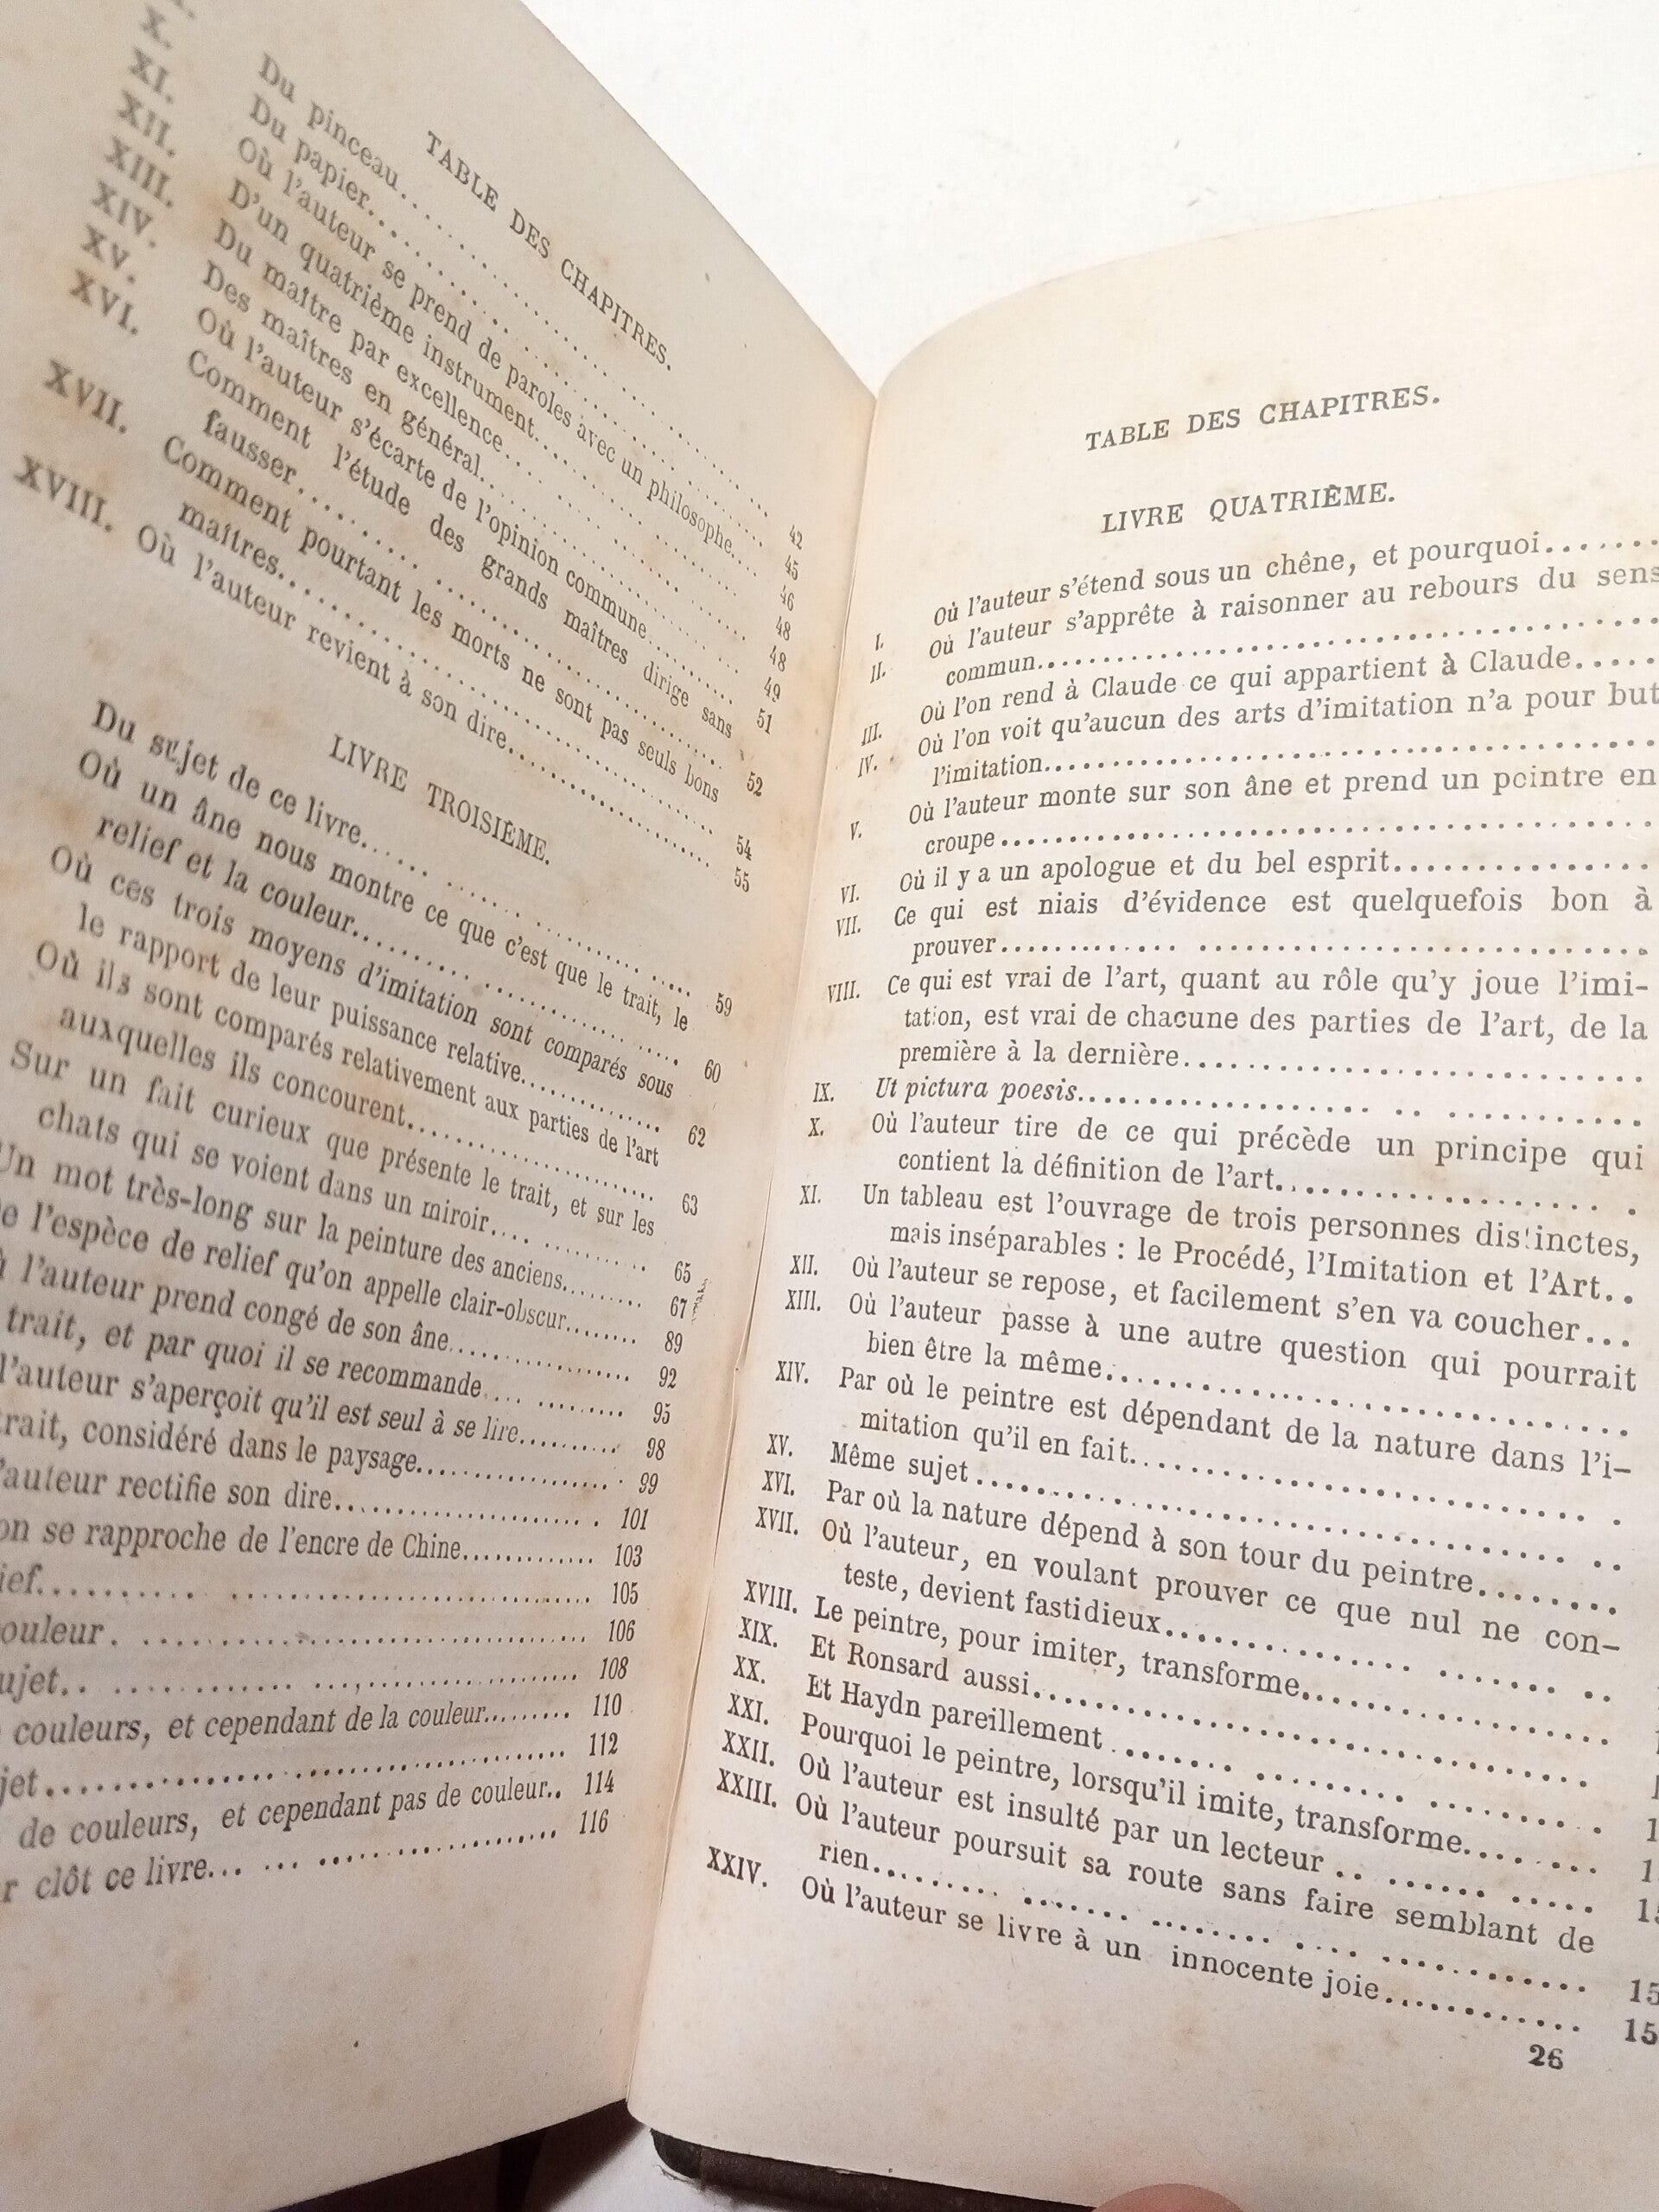 TABLE DES CHAPITRES.
X. Du pinceau. 42
XI. Du papier. 45
XII. Où l'auteur se prend de paroles avec un philosophe. 46
XIII. D'un quatrième instrument. 48
XIV. Du maître par excellence. 48
XV. Des maîtres en général. 49
XVI. Où l'auteur s'écarte de l'opinion commune. 51
Comment l'étude des grands maîtres dirige sans
fausser. 52
XVII. Comment pourtant les morts ne sont pas seuls bons
maîtres. 54
XVIII. Où l'auteur revient à son dire. 55
LIVRE TROISIÈME.
Du sujet de ce livre. 59
Où un âne nous montre ce que c'est que le trait, le
relief et la couleur. 60
Où ces trois moyens d'imitation sont comparés sous
le rapport de leur puissance relative. 62
Où ils sont comparés relativement aux parties de l'art
auxquelles ils concourent. 63
Sur un fait curieux que présente le trait, et sur les
chats qui se voient dans un miroir. 65
Un mot très-long sur la peinture des anciens. 67
e l'espèce de relief qu'on appelle clair-obscur. 89
l'auteur prend congé de son âne. 92
trait, et par quoi il se recommande. 95
l'auteur s'aperçoit qu'il est seul à se lire. 98
trait, considéré dans le paysage. 99
'auteur rectifie son dire. 101
on se rapproche de l'encre de Chine. 103
ief. 105
ouleur. 106
ujet. 108
couleurs, et cependant de la couleur. 110
jet. 112
de couleurs, et cependant pas de couleur. 114
r clôt ce livre. 116
TABLE DES CHAPITRES.
LIVRE QUATRIÈME.
I. Où l'auteur s'étend sous un chêne, et pourquoi.
II. Où l'auteur s'apprête à raisonner au rebours du sens
commun.
III. Où l'on rend à Claude ce qui appartient à Claude.
IV. Où l'on voit qu'aucun des arts d'imitation n'a pour but
l'imitation.
V. Où l'auteur monte sur son âne et prend un peintre en
croupe
VI. Où il y a un apologue et du bel esprit.
VII. Ce qui est niais d'évidence est quelquefois bon à
prouver.
VIII. Ce qui est vrai de l'art, quant au rôle qu'y joue l'imi-
tation, est vrai de chacune des parties de l'art, de la
première à la dernière.
IX. Ut pictura poesis.
X. Où l'auteur tire de ce qui précède un principe qui
contient la définition de l'art.
XI. Un tableau est l'ouvrage de trois personnes distinctes,
mais inséparables : le Procédé, l'Imitation et l'Art.
XII. Où l'auteur se repose, et facilement s'en va coucher.
XIII. Où l'auteur passe à une autre question qui pourrait
bien être la même.
XIV. Par où le peintre est dépendant de la nature dans l'i-
mitation qu'il en fait.
XV. Même sujet
XVI. Par où la nature dépend à son tour du peintre.
XVII. Où l'auteur, en voulant prouver ce que nul ne con-
teste, devient fastidieux.
XVIII. Le peintre, pour imiter, transforme.
XIX. Et Ronsard aussi.
XX. Et Haydn pareillement
XXI. Pourquoi le peintre, lorsqu'il imite, transforme.
XXII. Où l'auteur est insulté par un lecteur
XXIII. Où l'auteur poursuit sa route sans faire semblant de
rien. 15
XXIV. Où l'auteur se livre à un innocente joie. 15
26